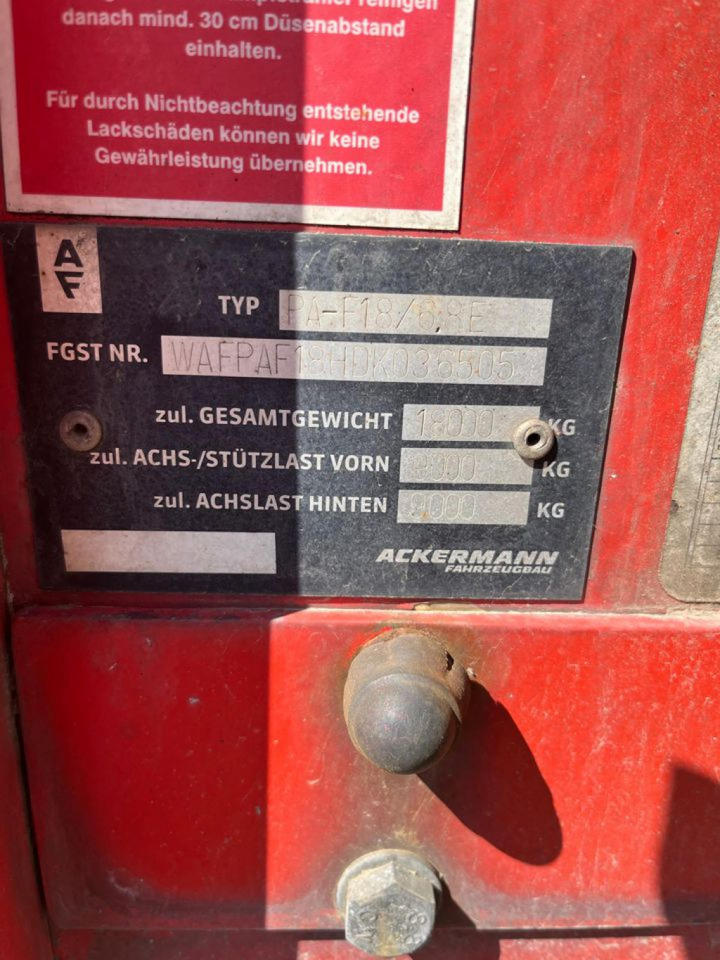 reinigen
danach mind. 30 cm Düsenabstand
einhalten.
Für durch Nichtbeachtung entstehende
Lackschäden können wir keine
Gewährleistung übernehmen.
A
F
TYP PA-F18/6,8E
FGST NR. WAFPAF18HDK036505
zul. GESAMTGEWICHT 18000 KG
zul. ACHS-/STÜTZLAST VORN 9000 KG
zul. ACHSLAST HINTEN 9000 KG
ACKERMANN
FAHRZEUGBAU